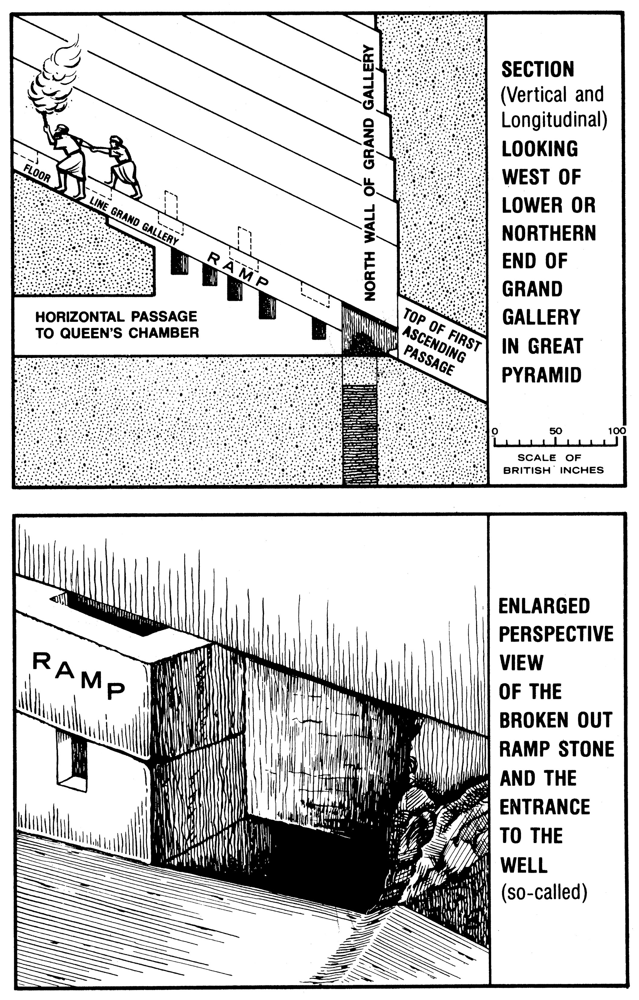 SECTION
(Vertical and
Longitudinal)
LOOKING
WEST OF
LOWER OR
NORTHERN
END OF
GRAND
GALLERY
IN GREAT
PYRAMID
0 50 100
SCALE OF
BRITISH INCHES
NORTH WALL OF GRAND GALLERY
FLOOR LINE GRAND GALLERY
RAMP
HORIZONTAL PASSAGE
TO QUEEN'S CHAMBER
TOP OF FIRST
ASCENDING
PASSAGE
RAMP
ENLARGED
PERSPECTIVE
VIEW
OF THE
BROKEN OUT
RAMP STONE
AND THE
ENTRANCE
TO THE
WELL
(so-called)